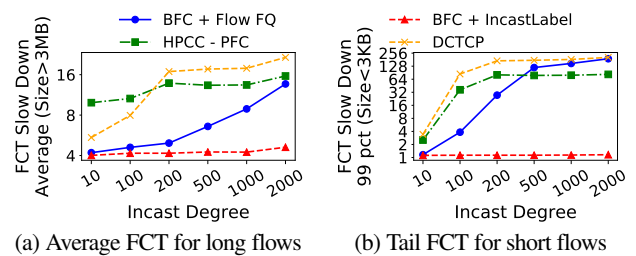 BFC + Flow FQ
HPCC - PFC
BFC + IncastLabel
DCTCP
FCT Slow Down
Average (Size>3MB)
16
8
4
10 100 200 500 1000 2000
Incast Degree
(a) Average FCT for long flows
FCT Slow Down
99 pct (Size<3KB)
256
128
64
32
16
8
4
2
1
10 100 200 500 1000 2000
Incast Degree
(b) Tail FCT for short flows